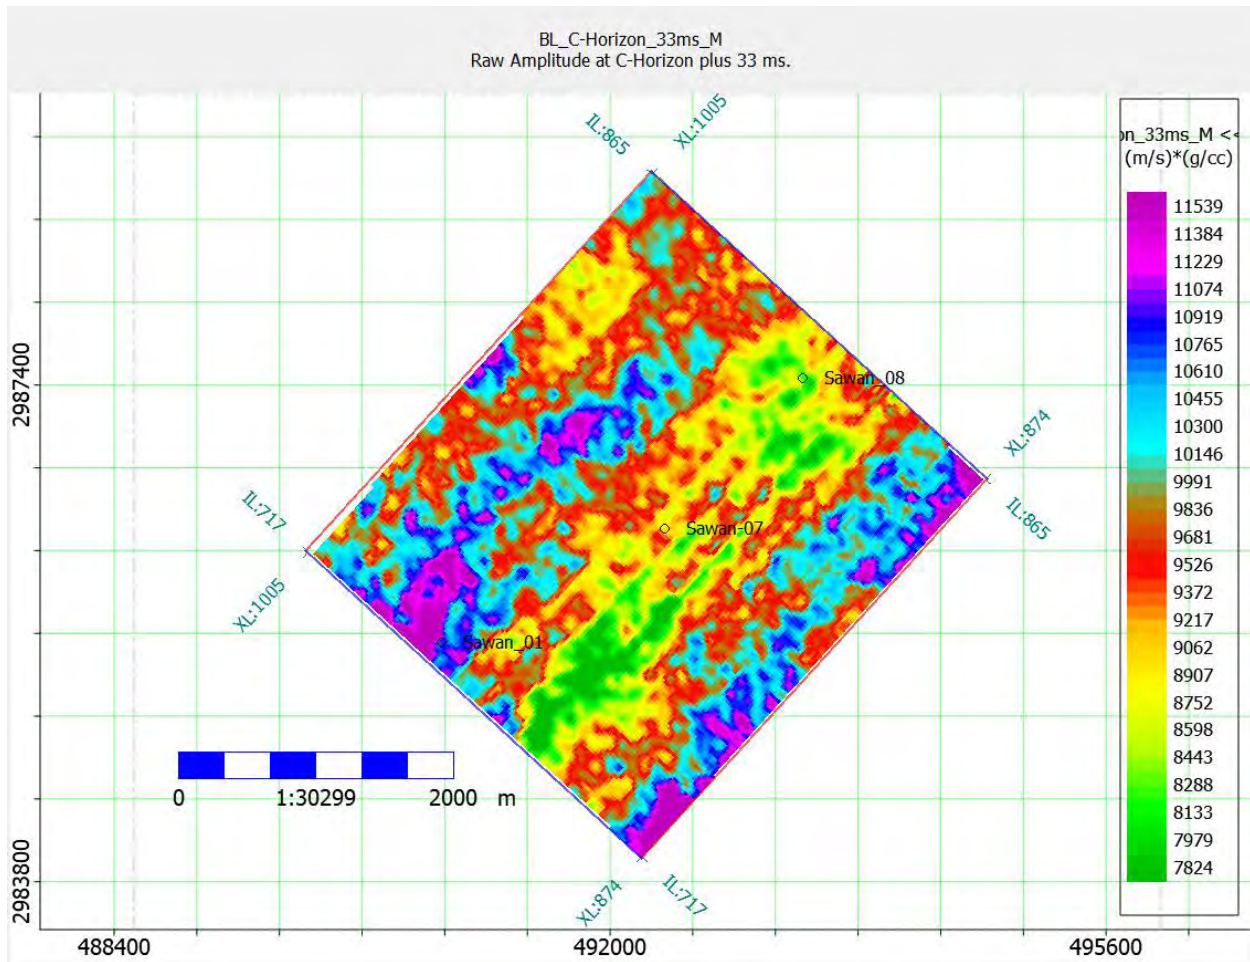 BL_C-Horizon_33ms_M
Raw Amplitude at C-Horizon plus 33 ms.
IL:865
XL:1005
on_33ms_M <<
(m/s)*(g/cc)
11539
11384
11229
11074
10919
10765
10610
10455
10300
10146
9991
9836
9681
9526
9372
9217
9062
8907
8752
8598
8443
8288
8133
7979
7824
2987400
Sawan_08
XL:874
IL:865
IL:717
Sawan-07
XL:1005
Sawan_01
0 1:30299 2000 m
2983800
XL:874
IL:717
488400 492000 495600